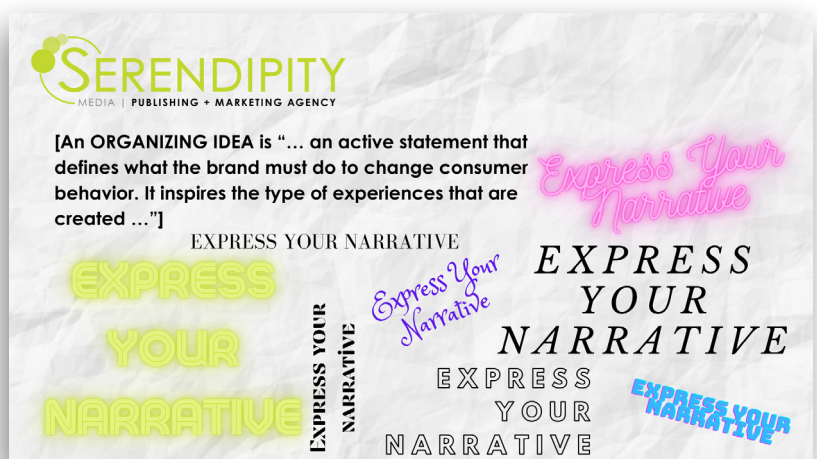 SERENDIPITY
MEDIA | PUBLISHING + MARKETING AGENCY
[An ORGANIZING IDEA is “… an active statement that
defines what the brand must do to change consumer
behavior. It inspires the type of experiences that are
created …”]
Express Your
Narrative
EXPRESS YOUR NARRATIVE
EXPRESS
YOUR
NARRATIVE
EXPRESS YOUR
NARRATIVE
Express Your
Narrative
EXPRESS
YOUR
NARRATIVE
EXPRESS
YOUR
NARRATIVE
EXPRESS YOUR
NARRATIVE